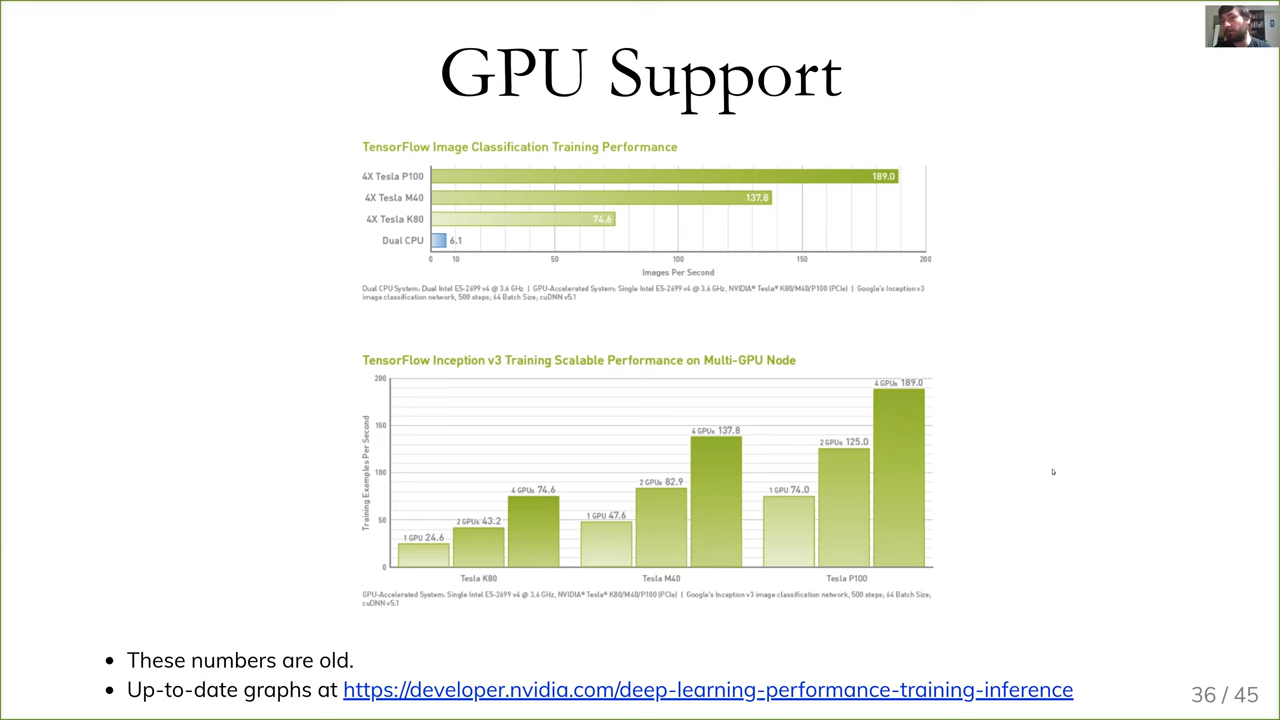 GPU Support
TensorFlow Image Classification Training Performance
4X Tesla P100
189.0
4X Tesla M40
137.8
4X Tesla K80
74.6
Dual CPU
6.1
0 10 50 100 150 200
Images Per Second
Dual CPU System: Dual Intel E5-2699 v4 @ 3.6 GHz | GPU-Accelerated System: Single Intel E5-2699 v4 @ 3.6 GHz, NVIDIA® Tesla® K80/M40/P100 (PCIe) | Google's Inception v3
image classification network, 500 steps; 64 Batch Size; cuDNN v5.1
TensorFlow Inception v3 Training Scalable Performance on Multi-GPU Node
Training Examples Per Second
200
150
100
50
0
1 GPU 24.6
2 GPUs 43.2
4 GPUs 74.6
1 GPU 47.6
2 GPUs 82.9
4 GPUs 137.8
1 GPU 74.0
2 GPUs 125.0
4 GPUs 189.0
Tesla K80
Tesla M40
Tesla P100
GPU-Accelerated System: Single Intel E5-2699 v4 @ 3.6 GHz, NVIDIA® Tesla® K80/M40/P100 (PCIe) | Google's Inception v3 image classification network, 500 steps; 64 Batch Size;
cuDNN v5.1
• These numbers are old.
• Up-to-date graphs at https://developer.nvidia.com/deep-learning-performance-training-inference
36 / 45